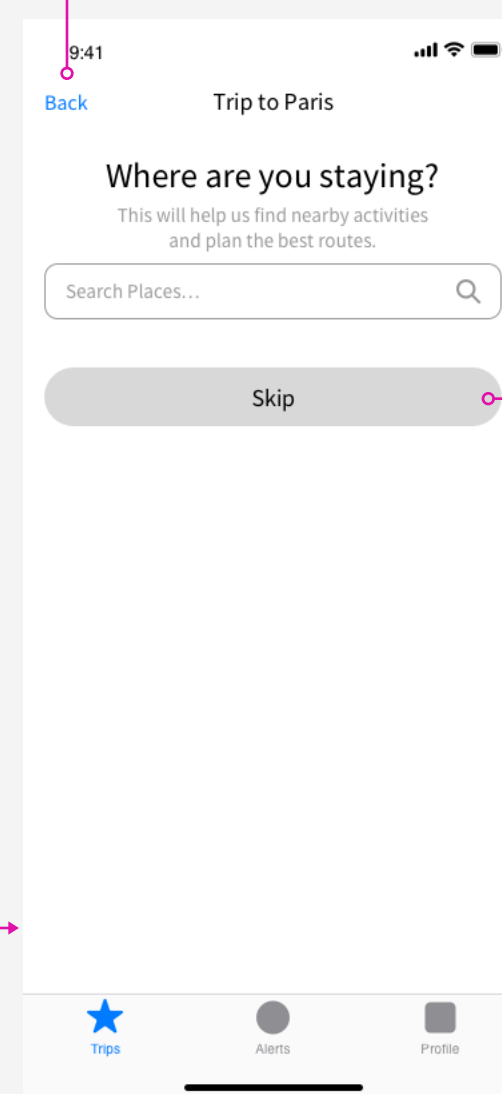 9:41
Back Trip to Paris
Where are you staying?
This will help us find nearby activities
and plan the best routes.
Search Places...
Skip
Trips Alerts Profile